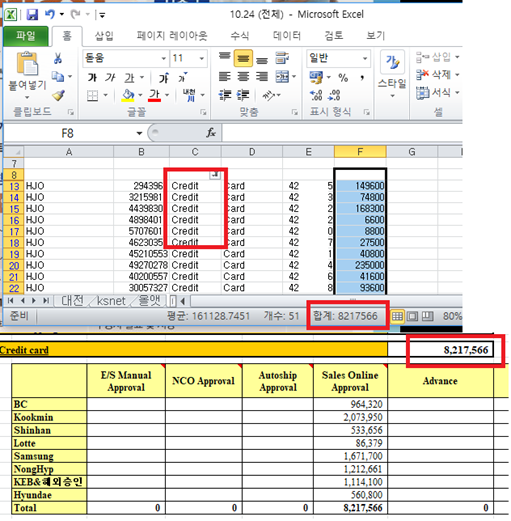 10.24 (전체) - Microsoft Excel
파일 홈 삽입 페이지 레이아웃 수식 데이터 검토 보기
붙여넣기 돋움 11 일반 스타일 삽입
가 가 가 가 가 % , 삭제
가 내천 서식
클립보드 글꼴 맞춤 표시 형식 셀
F8 fx
A B C D E F G
7
8
13 HJO 294396 Credit Card 42 5 149600
14 HJO 3215981 Credit Card 42 3 74800
15 HJO 4439830 Credit Card 42 2 168300
16 HJO 4898401 Credit Card 42 2 6600
17 HJO 5707601 Credit Card 42 0 8800
18 HJO 4623035 Credit Card 42 7 27500
19 HJO 45210553 Credit Card 42 1 40800
20 HJO 49270278 Credit Card 42 4 235000
21 HJO 40200557 Credit Card 42 6 41600
22 HJO 30057327 Credit Card 42 8 93600
대전 ksnet 올앳
준비 평균: 161128.7451 개수: 51 합계: 8217566 80%
Credit card 8,217,566
E/S Manual Approval NCO Approval Autoship Approval Sales Online Approval Advance
BC 964,320
Kookmin 2,073,950
Shinhan 533,656
Lotte 86,379
Samsung 1,671,700
NongHyp 1,212,661
KEB&해외승인 1,114,100
Hyundae 560,800
Total 0 0 0 8,217,566 0